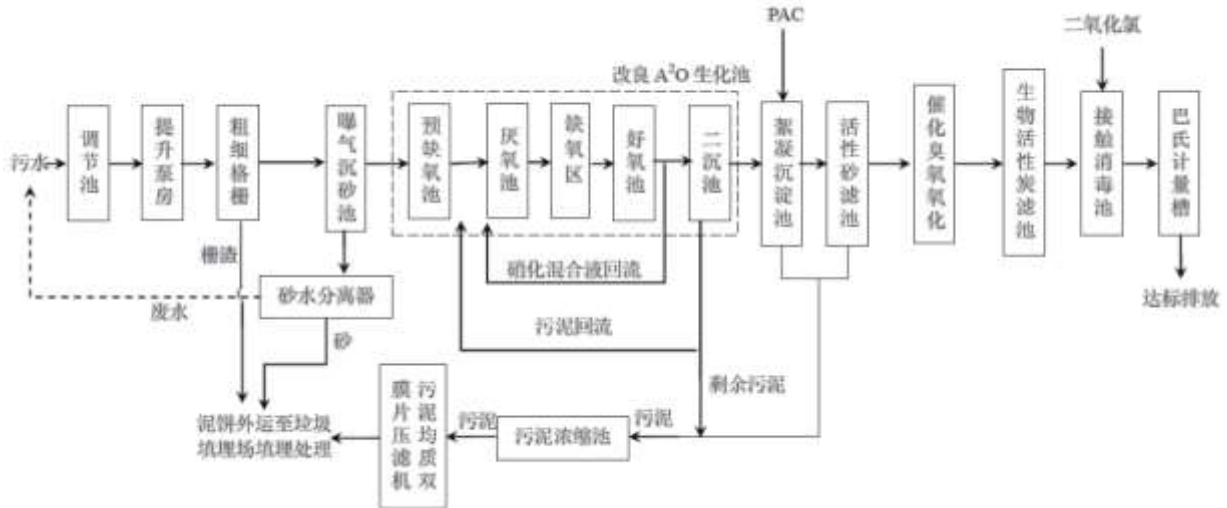 PAC
二氧化氯
改良 A²O 生化池
污水
调节池
提升泵房
粗细格栅
曝气沉砂池
预缺氧池
厌氧池
缺氧区
好氧池
二沉池
絮凝沉淀池
活性砂滤池
催化臭氧氧化
生物活性炭滤池
接触消毒池
巴氏计量槽
栅渣
硝化混合液回流
砂水分离器
废水
达标排放
砂
污泥回流
剩余污泥
泥饼外运至垃圾
填埋场填埋处理
污泥均质双
膜片压滤机
污泥
污泥浓缩池
污泥